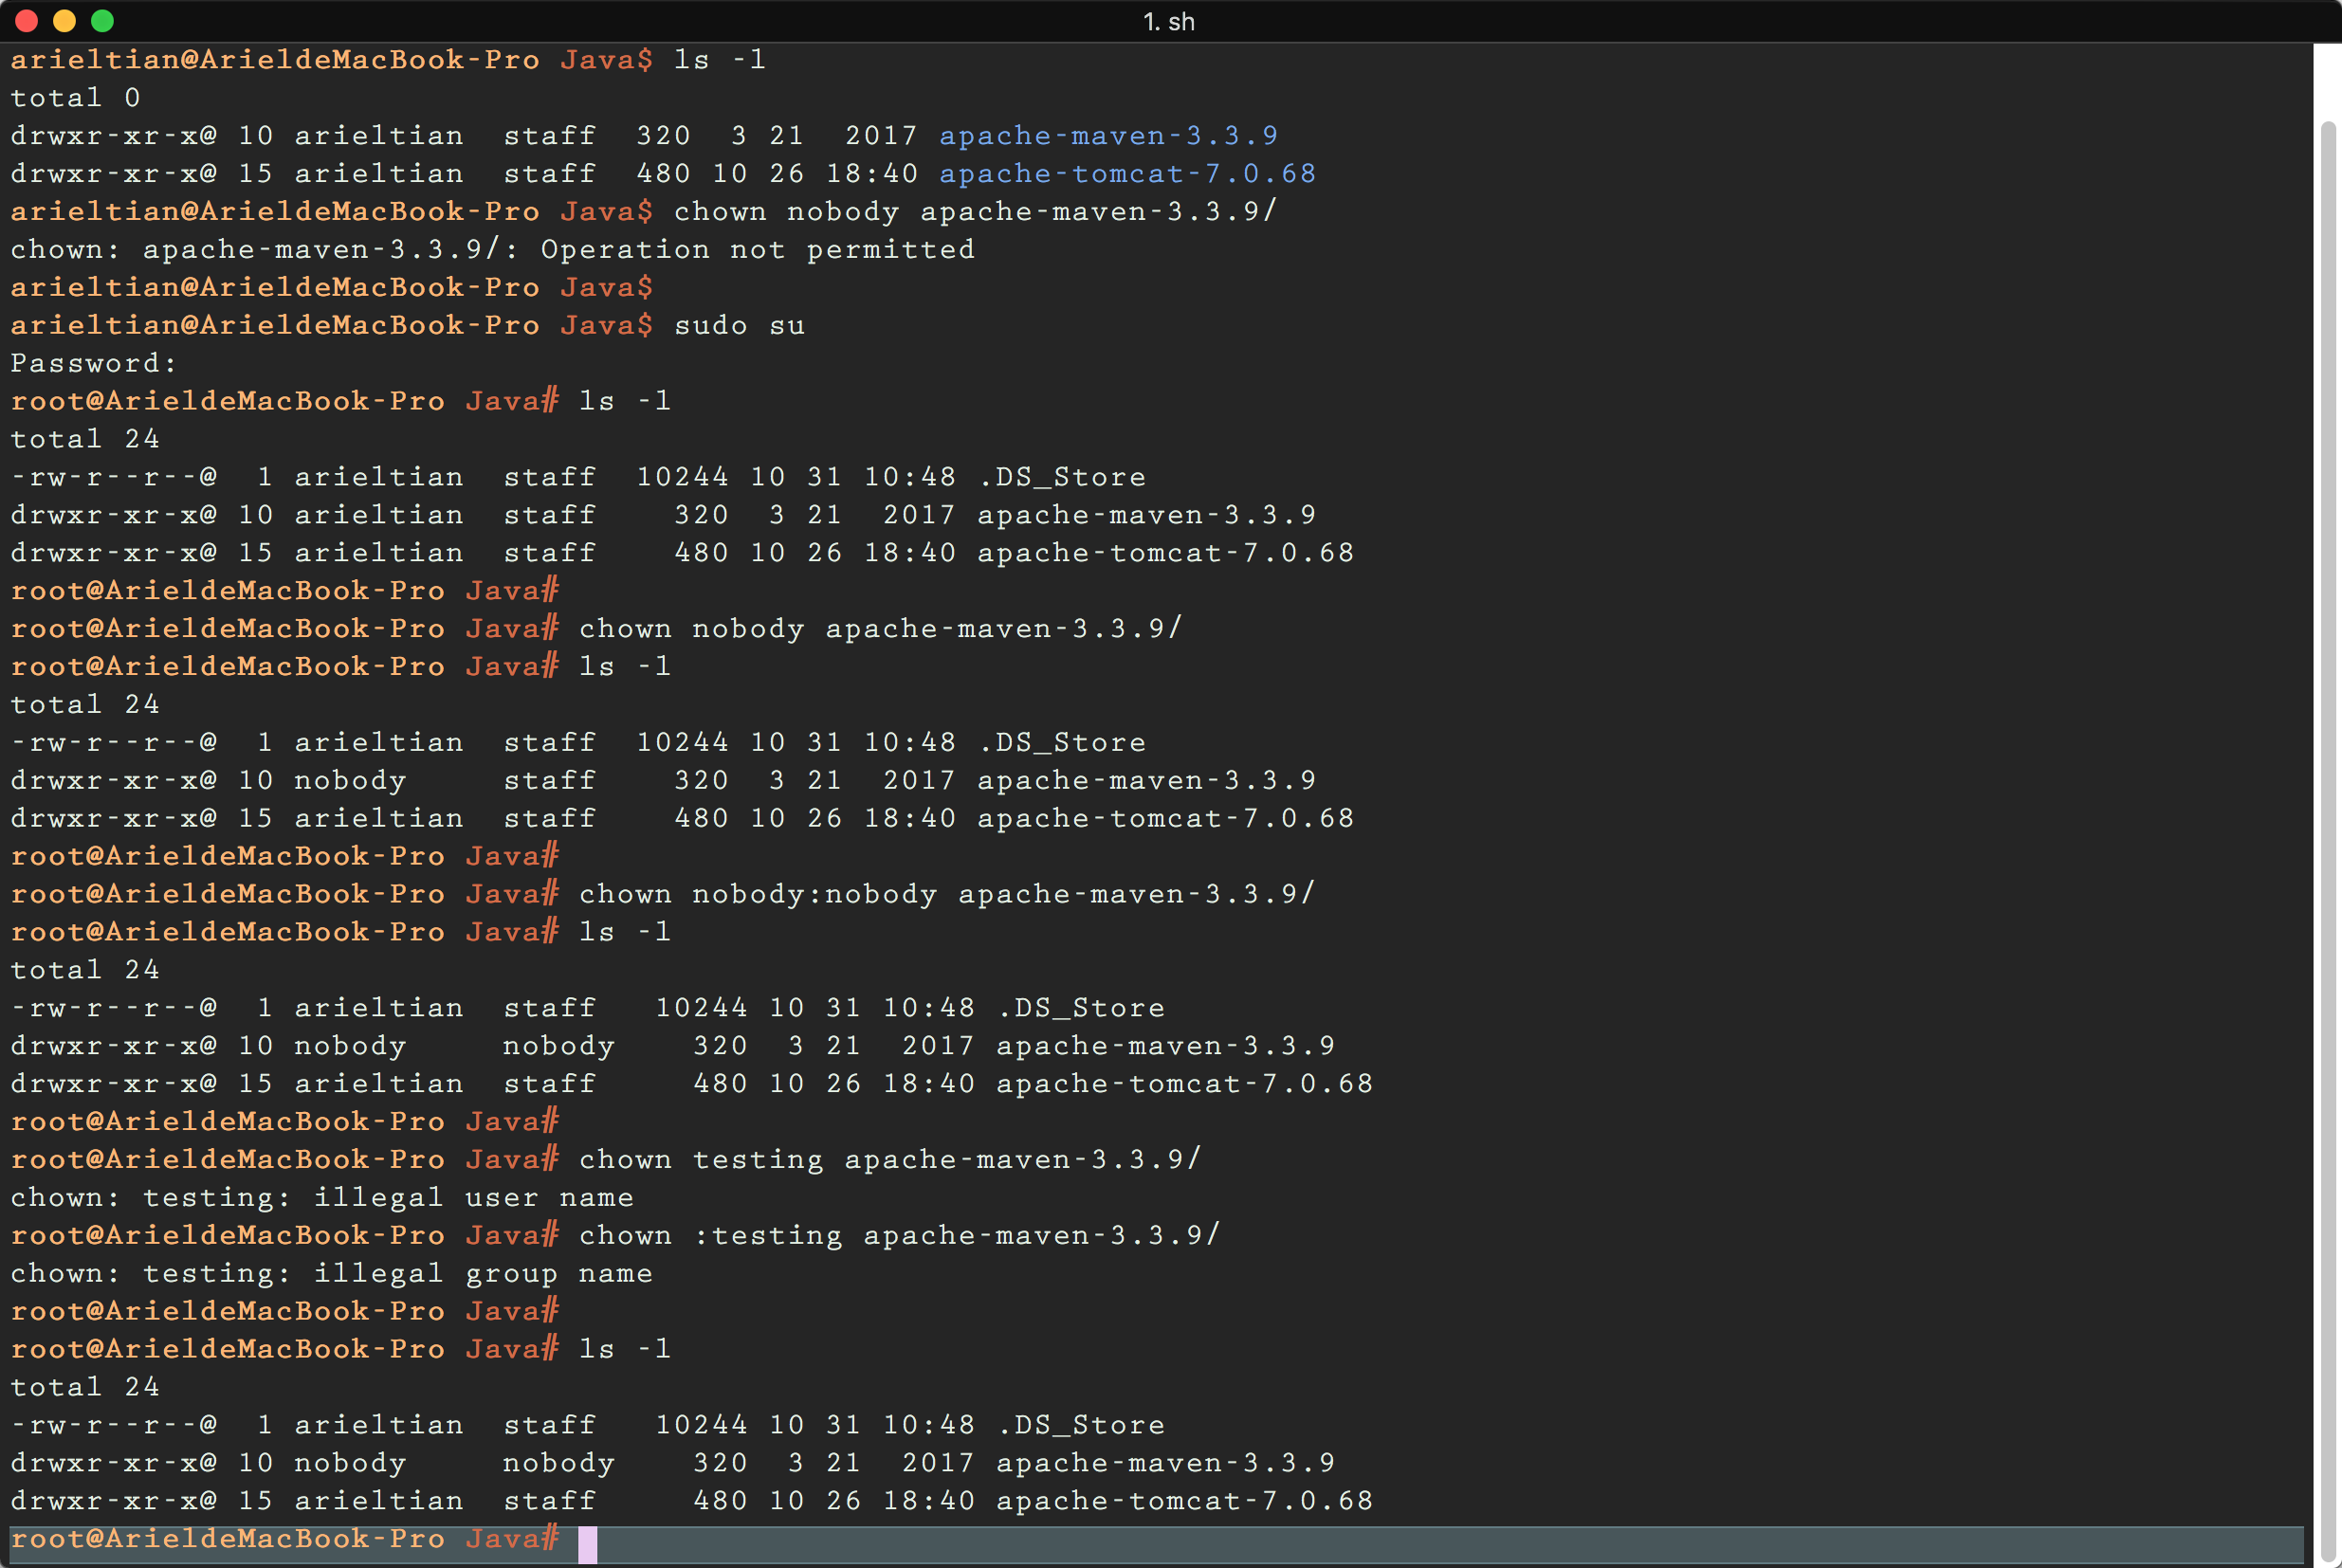 1. sh
arieltian@ArieldeMacBook-Pro Java$ ls -l
total 0
drwxr-xr-x@ 10 arieltian  staff  320  3 21  2017 apache-maven-3.3.9
drwxr-xr-x@ 15 arieltian  staff  480 10 26 18:40 apache-tomcat-7.0.68
arieltian@ArieldeMacBook-Pro Java$ chown nobody apache-maven-3.3.9/
chown: apache-maven-3.3.9/: Operation not permitted
arieltian@ArieldeMacBook-Pro Java$
arieltian@ArieldeMacBook-Pro Java$ sudo su
Password:
root@ArieldeMacBook-Pro Java# ls -l
total 24
-rw-r--r--@  1 arieltian  staff  10244 10 31 10:48 .DS_Store
drwxr-xr-x@ 10 arieltian  staff    320  3 21  2017 apache-maven-3.3.9
drwxr-xr-x@ 15 arieltian  staff    480 10 26 18:40 apache-tomcat-7.0.68
root@ArieldeMacBook-Pro Java#
root@ArieldeMacBook-Pro Java# chown nobody apache-maven-3.3.9/
root@ArieldeMacBook-Pro Java# ls -l
total 24
-rw-r--r--@  1 arieltian  staff  10244 10 31 10:48 .DS_Store
drwxr-xr-x@ 10 nobody     staff    320  3 21  2017 apache-maven-3.3.9
drwxr-xr-x@ 15 arieltian  staff    480 10 26 18:40 apache-tomcat-7.0.68
root@ArieldeMacBook-Pro Java#
root@ArieldeMacBook-Pro Java# chown nobody:nobody apache-maven-3.3.9/
root@ArieldeMacBook-Pro Java# ls -l
total 24
-rw-r--r--@  1 arieltian  staff   10244 10 31 10:48 .DS_Store
drwxr-xr-x@ 10 nobody     nobody    320  3 21  2017 apache-maven-3.3.9
drwxr-xr-x@ 15 arieltian  staff     480 10 26 18:40 apache-tomcat-7.0.68
root@ArieldeMacBook-Pro Java#
root@ArieldeMacBook-Pro Java# chown testing apache-maven-3.3.9/
chown: testing: illegal user name
root@ArieldeMacBook-Pro Java# chown :testing apache-maven-3.3.9/
chown: testing: illegal group name
root@ArieldeMacBook-Pro Java#
root@ArieldeMacBook-Pro Java# ls -l
total 24
-rw-r--r--@  1 arieltian  staff   10244 10 31 10:48 .DS_Store
drwxr-xr-x@ 10 nobody     nobody    320  3 21  2017 apache-maven-3.3.9
drwxr-xr-x@ 15 arieltian  staff     480 10 26 18:40 apache-tomcat-7.0.68
root@ArieldeMacBook-Pro Java#